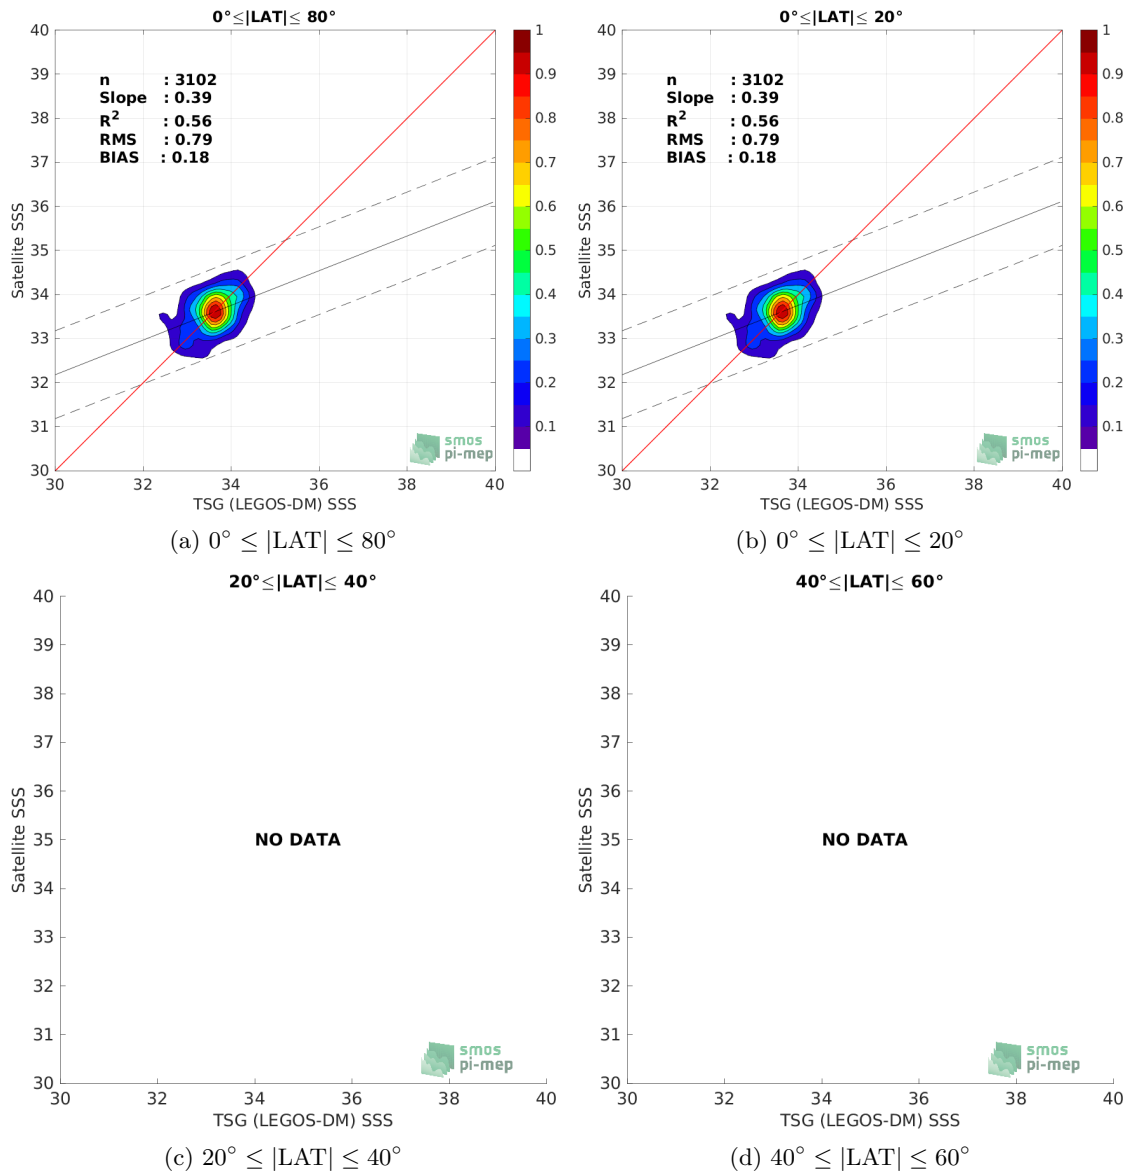 0°≤|LAT|≤ 80°
40
39
38
37
36
35
34
33
32
31
30
Satellite SSS
n : 3102
Slope : 0.39
R² : 0.56
RMS : 0.79
BIAS : 0.18
1
0.9
0.8
0.7
0.6
0.5
0.4
0.3
0.2
0.1
smos
pi-mep
30 32 34 36 38 40
TSG (LEGOS-DM) SSS
(a) 0° ≤ |LAT| ≤ 80°
0°≤|LAT|≤ 20°
40
39
38
37
36
35
34
33
32
31
30
Satellite SSS
n : 3102
Slope : 0.39
R² : 0.56
RMS : 0.79
BIAS : 0.18
1
0.9
0.8
0.7
0.6
0.5
0.4
0.3
0.2
0.1
smos
pi-mep
30 32 34 36 38 40
TSG (LEGOS-DM) SSS
(b) 0° ≤ |LAT| ≤ 20°
20°≤|LAT|≤ 40°
40
39
38
37
36
35
34
33
32
31
30
Satellite SSS
NO DATA
smos
pi-mep
30 32 34 36 38 40
TSG (LEGOS-DM) SSS
(c) 20° ≤ |LAT| ≤ 40°
40°≤|LAT|≤ 60°
40
39
38
37
36
35
34
33
32
31
30
Satellite SSS
NO DATA
smos
pi-mep
30 32 34 36 38 40
TSG (LEGOS-DM) SSS
(d) 40° ≤ |LAT| ≤ 60°